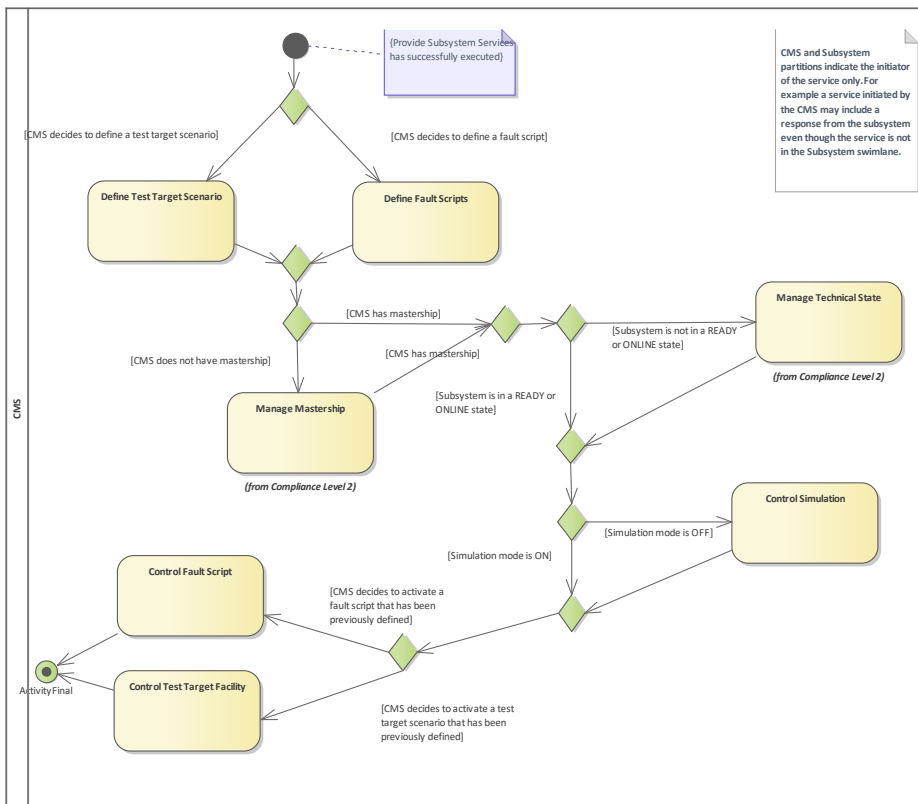 {Provide Subsystem Services
has successfully executed}
CMS and Subsystem
partitions indicate the initiator
of the service only. For
example a service initiated by
the CMS may include a
response from the subsystem
even though the service is not
in the Subsystem swimlane.
[CMS decides to define a test target scenario]
[CMS decides to define a fault script]
Define Test Target Scenario
Define Fault Scripts
[CMS has mastership]
[CMS does not have mastership]
[CMS has mastership]
Manage Technical State
[Subsystem is not in a READY
or ONLINE state]
(from Compliance Level 2)
[Subsystem is in a READY or
ONLINE state]
Manage Mastership
(from Compliance Level 2)
CMS
Control Simulation
[Simulation mode is OFF]
[Simulation mode is ON]
Control Fault Script
[CMS decides to activate a
fault script that has been
previously defined]
ActivityFinal
Control Test Target Facility
[CMS decides to activate a test
target scenario that has been
previously defined]